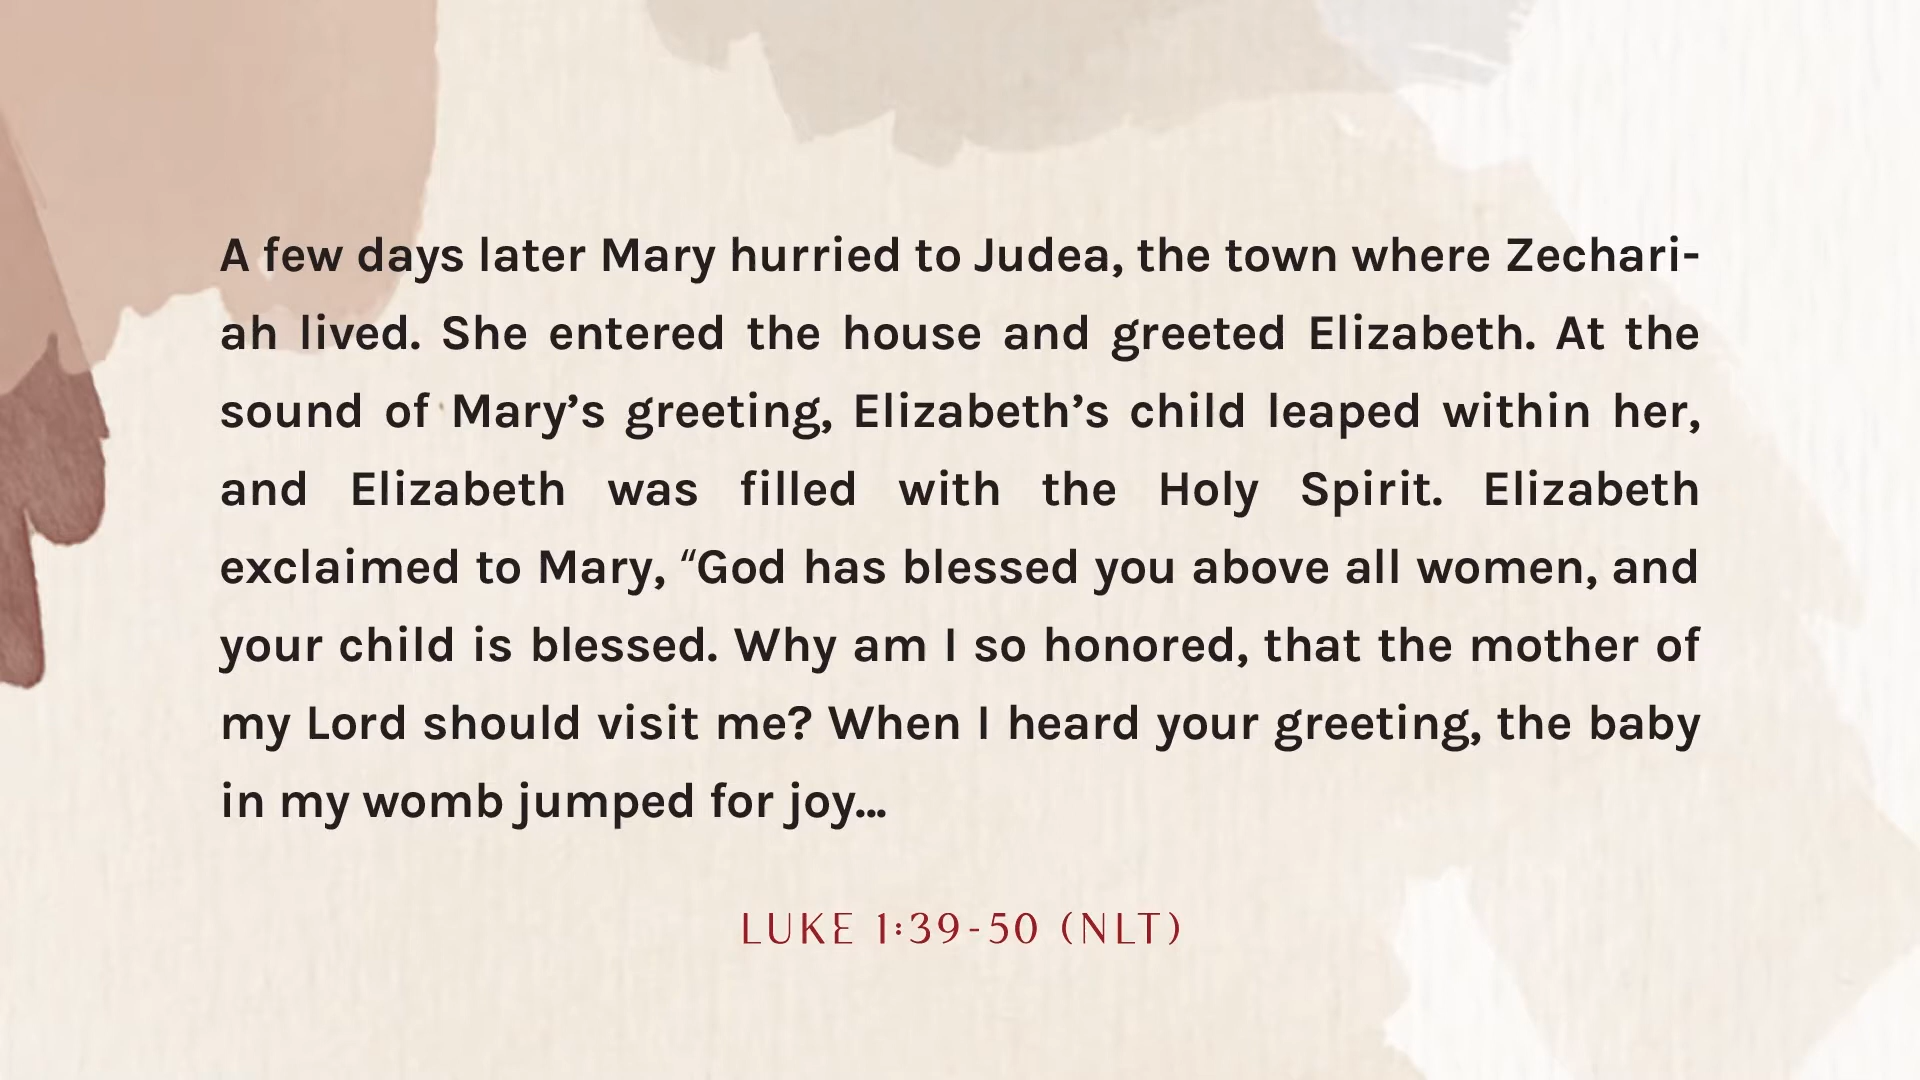 A few days later Mary hurried to Judea, the town where Zechari-
ah lived. She entered the house and greeted Elizabeth. At the
sound of Mary’s greeting, Elizabeth’s child leaped within her,
and Elizabeth was filled with the Holy Spirit. Elizabeth
exclaimed to Mary, “God has blessed you above all women, and
your child is blessed. Why am I so honored, that the mother of
my Lord should visit me? When I heard your greeting, the baby
in my womb jumped for joy...
LUKE 1:39-50 (NLT)